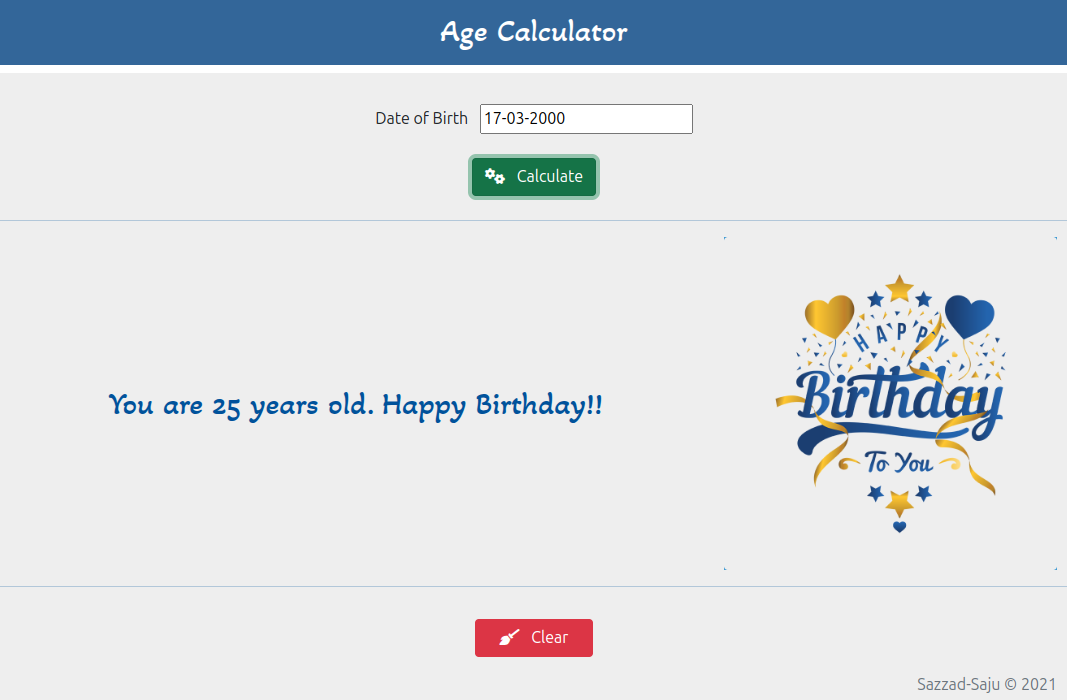 Age Calculator
Date of Birth 17-03-2000
Calculate
You are 25 years old. Happy Birthday!!
HAPPY
Birthday
To You
Clear
Sazzad-Saju © 2021